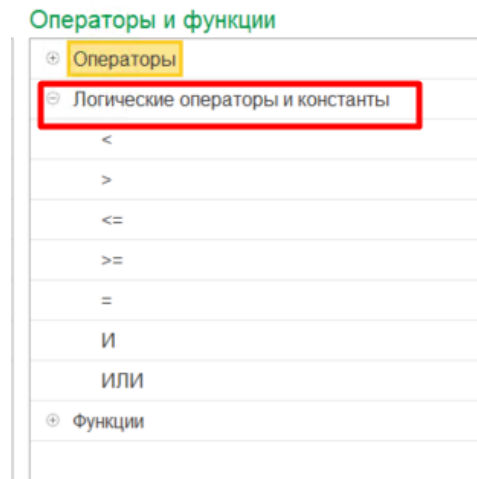 Операторы и функции
Операторы
Логические операторы и константы
<
>
<=
>=
=
И
ИЛИ
Функции